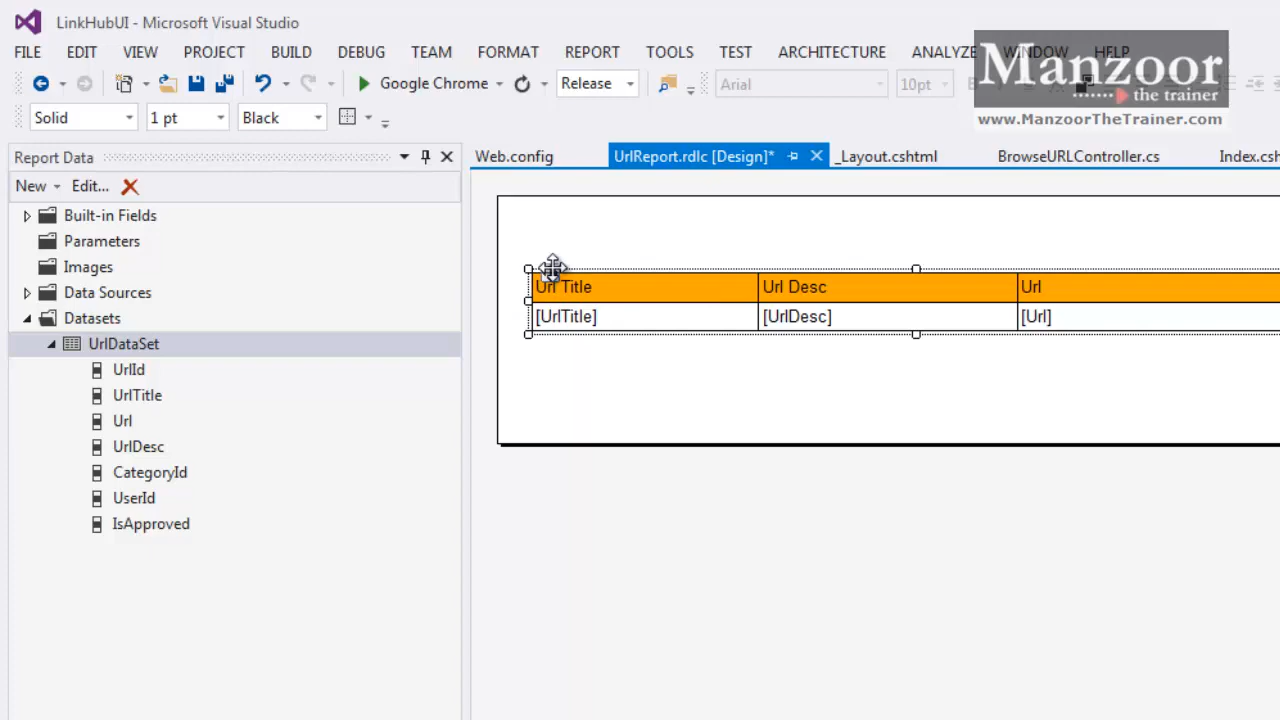 LinkHubUI - Microsoft Visual Studio
FILE EDIT VIEW PROJECT BUILD DEBUG TEAM FORMAT REPORT TOOLS TEST ARCHITECTURE ANALYZE WINDOW HELP
Manzoor
the trainer
www.ManzoorTheTrainer.com
Google Chrome Release Arial 10pt
Solid 1 pt Black
Report Data
Web.config UrlReport.rdlc [Design]* _Layout.cshtml BrowseURLController.cs Index.csh
New Edit...
Built-in Fields
Parameters
Images
Data Sources
Datasets
UrlDataSet
UrlId
UrlTitle
Url
UrlDesc
CategoryId
UserId
IsApproved
Url Title Url Desc Url
[UrlTitle] [UrlDesc] [Url]